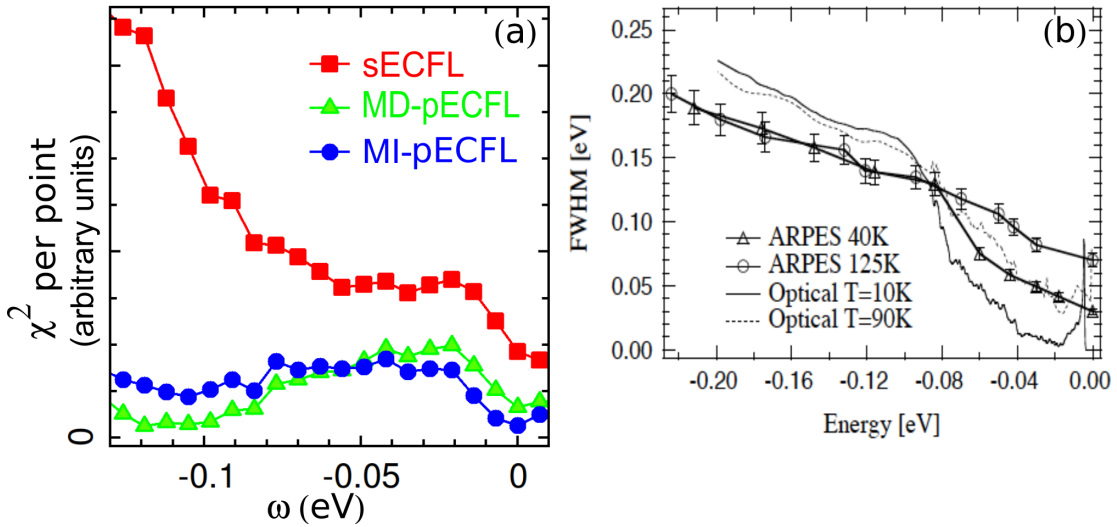 (a)
sECFL
MD-pECFL
MI-pECFL
χ² per point
(arbitrary units)
0
-0.1
-0.05
0
ω (eV)
(b)
0.25
0.20
0.15
0.10
0.05
0.00
FWHM [eV]
ARPES 40K
ARPES 125K
Optical T=10K
Optical T=90K
-0.20
-0.16
-0.12
-0.08
-0.04
0.00
Energy [eV]